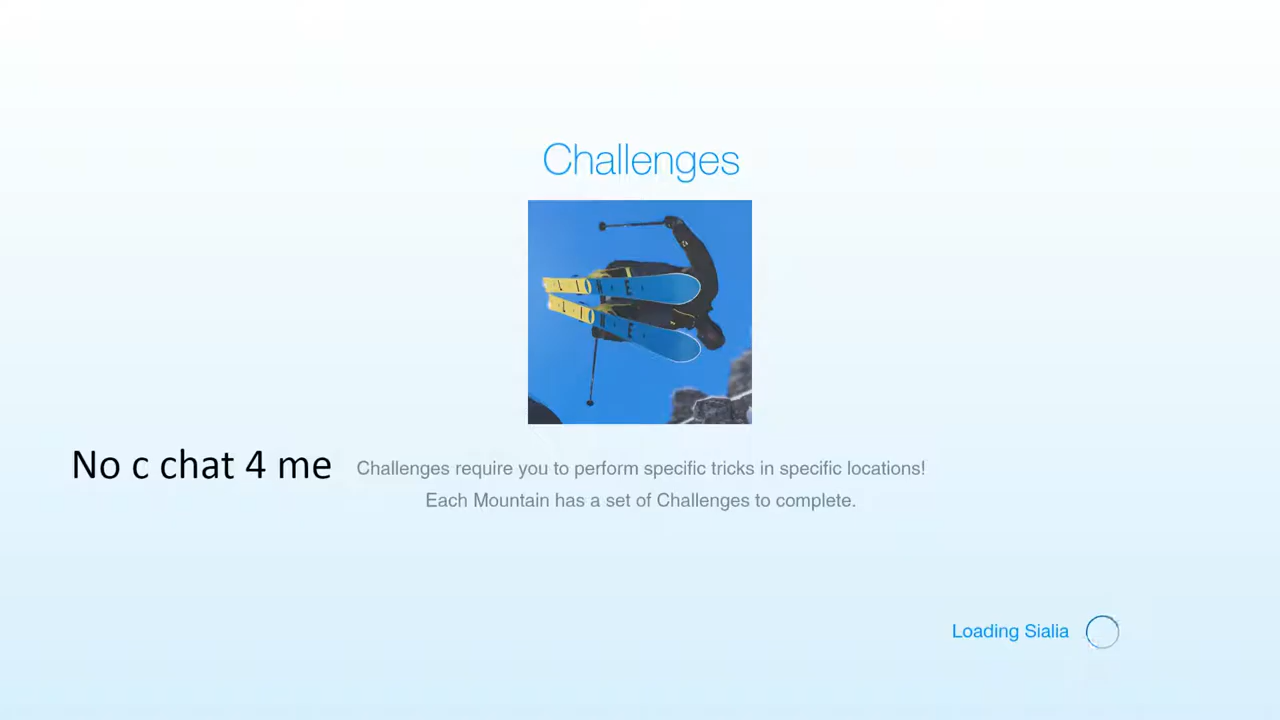 Challenges
No c chat 4 me
Challenges require you to perform specific tricks in specific locations!
Each Mountain has a set of Challenges to complete.
Loading Sialia